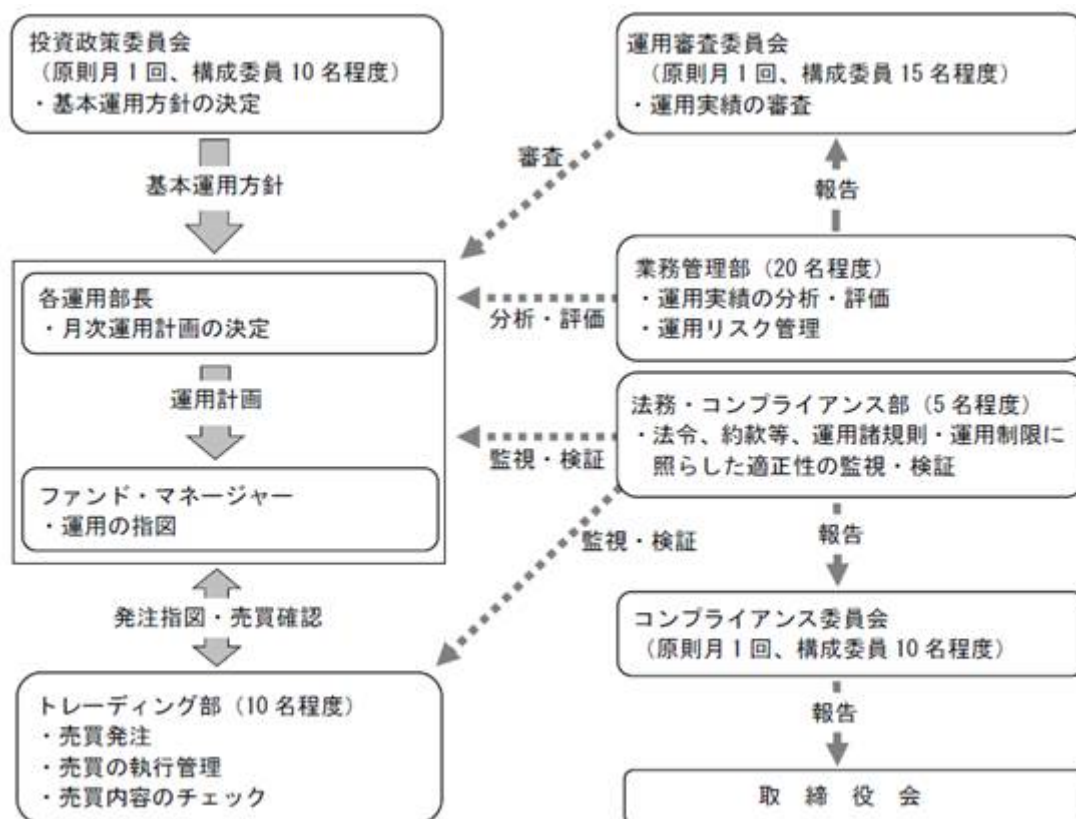 投資政策委員会
（原則月1回、構成委員10名程度）
・基本運用方針の決定
基本運用方針
各運用部長
・月次運用計画の決定
運用計画
ファンド・マネージャー
・運用の指図
発注指図・売買確認
トレーディング部（10名程度）
・売買発注
・売買の執行管理
・売買内容のチェック
運用審査委員会
（原則月1回、構成委員15名程度）
・運用実績の審査
審査
報告
業務管理部（20名程度）
・運用実績の分析・評価
・運用リスク管理
分析・評価
法務・コンプライアンス部（5名程度）
・法令、約款等、運用諸規則・運用制限に
照らした適正性の監視・検証
監視・検証
監視・検証
報告
コンプライアンス委員会
（原則月1回、構成委員10名程度）
報告
取 締 役 会